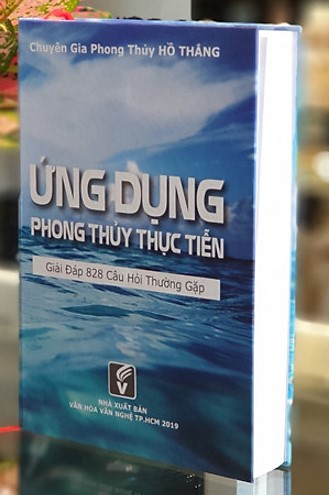 Chuyên Gia Phong Thủy HỒ THẮNG
ỨNG DỤNG
PHONG THỦY THỰC TIỄN
Giải Đáp 828 Câu Hỏi Thường Gặp
NHÀ XUẤT BẢN
VĂN HÓA VĂN NGHỆ TP.HCM 2019